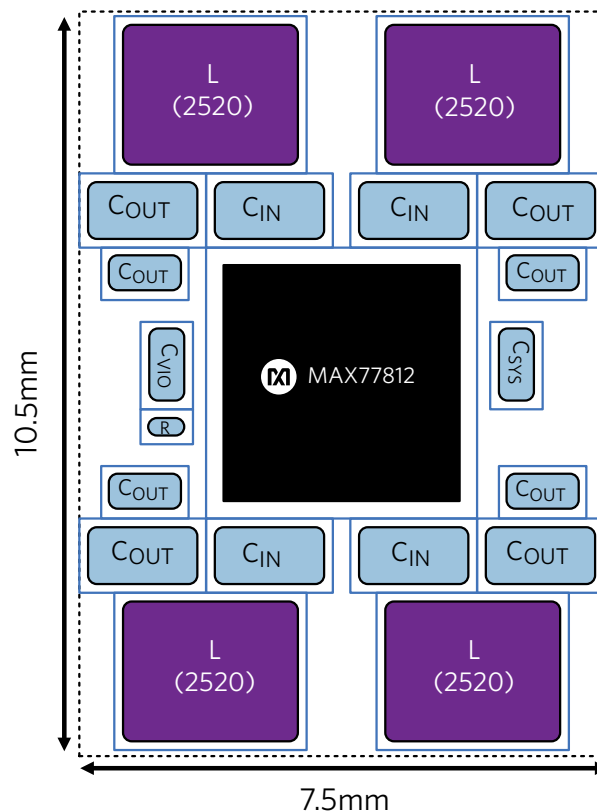 L
(2520)
L
(2520)
COUT
CIN
CIN
COUT
COUT
COUT
CVIO
MAX77812
CSYS
R
10.5mm
COUT
COUT
COUT
CIN
CIN
COUT
L
(2520)
L
(2520)
7.5mm